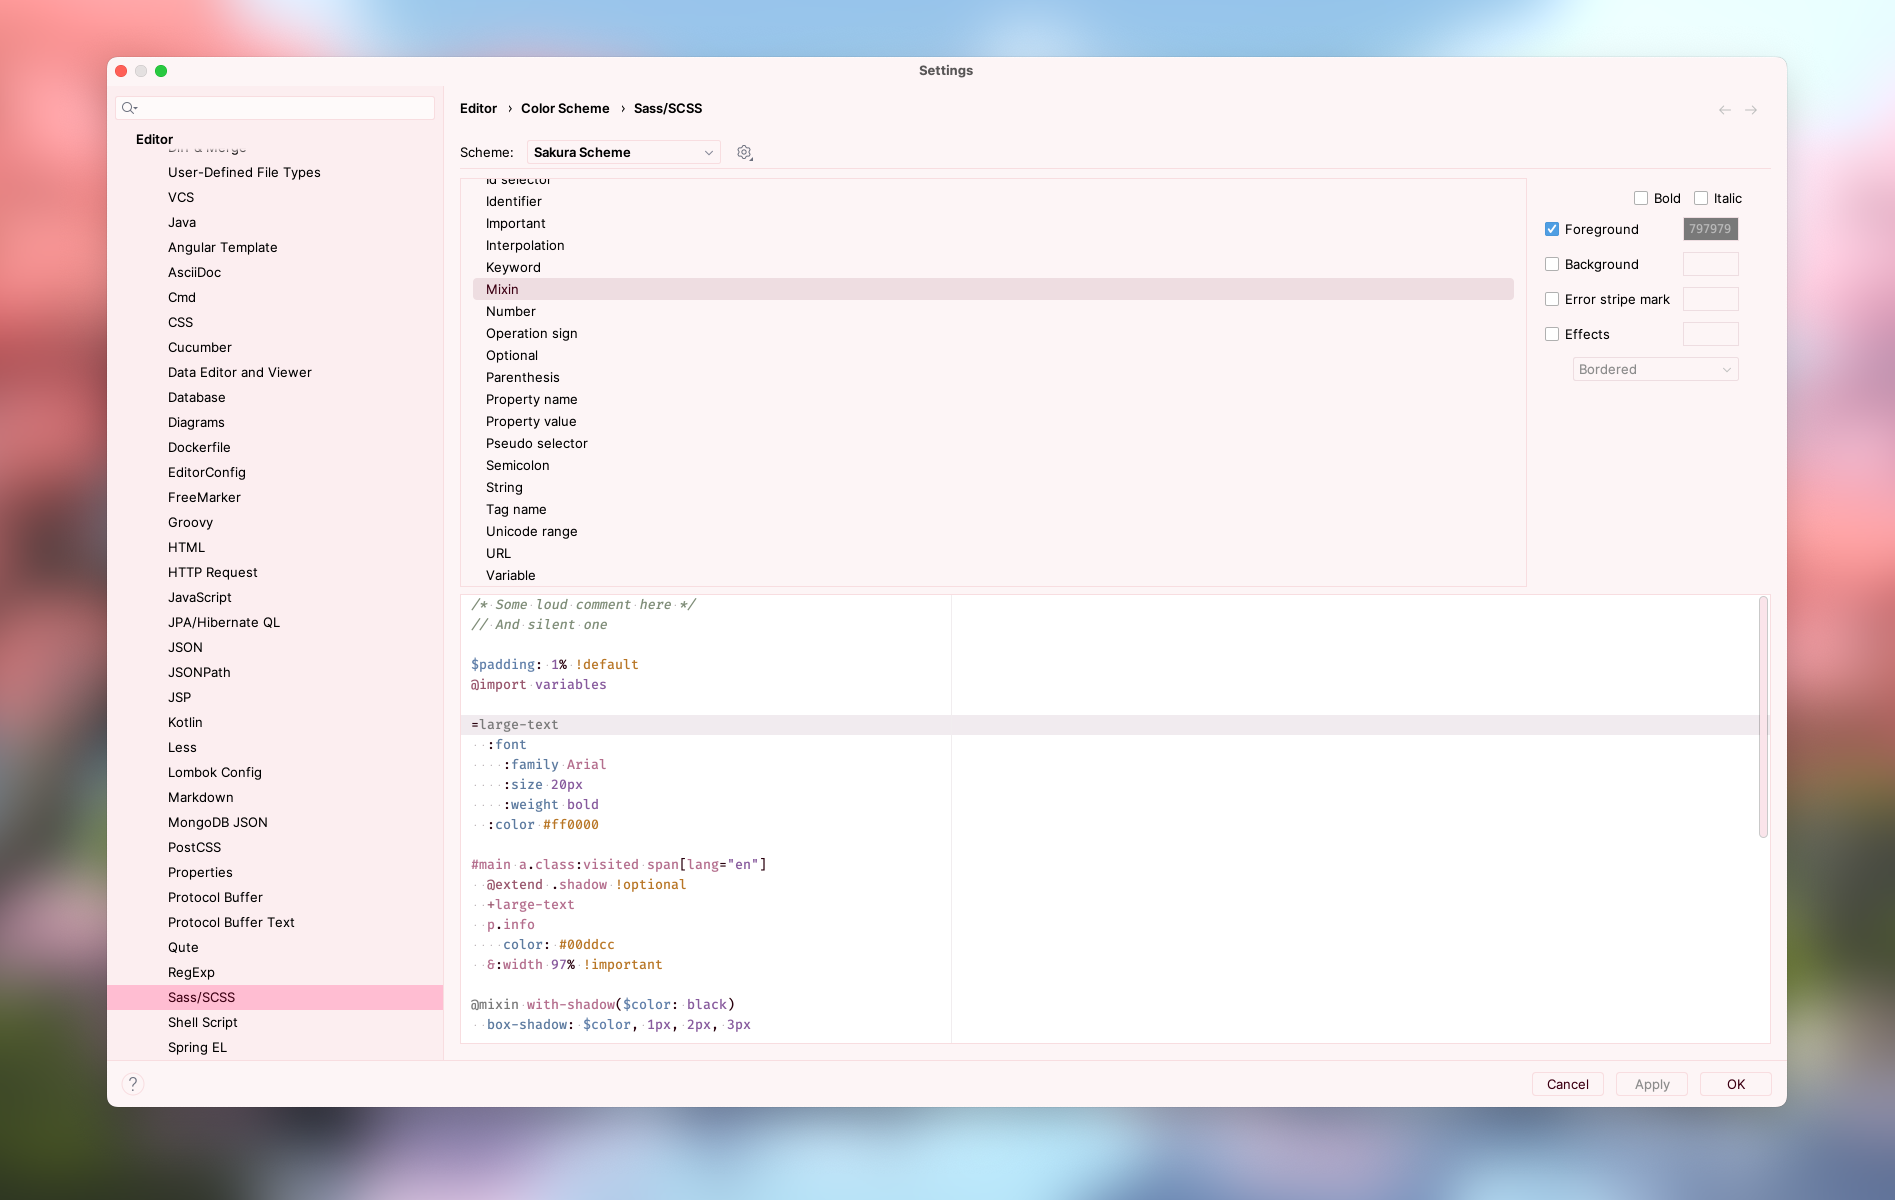 Settings
Editor › Color Scheme › Sass/SCSS
Editor
Diff & Merge
User-Defined File Types
VCS
Java
Angular Template
AsciiDoc
Cmd
CSS
Cucumber
Data Editor and Viewer
Database
Diagrams
Dockerfile
EditorConfig
FreeMarker
Groovy
HTML
HTTP Request
JavaScript
JPA/Hibernate QL
JSON
JSONPath
JSP
Kotlin
Less
Lombok Config
Markdown
MongoDB JSON
PostCSS
Properties
Protocol Buffer
Protocol Buffer Text
Qute
RegExp
Sass/SCSS
Shell Script
Spring EL
Scheme: Sakura Scheme
Id selector
Identifier
Important
Interpolation
Keyword
Mixin
Number
Operation sign
Optional
Parenthesis
Property name
Property value
Pseudo selector
Semicolon
String
Tag name
Unicode range
URL
Variable
Bold Italic
Foreground 797979
Background
Error stripe mark
Effects
Bordered
/* Some loud comment here */
// And silent one
$padding: 1% !default
@import variables
=large-text
:font
:family Arial
:size 20px
:weight bold
:color #ff0000
#main a.class:visited span[lang="en"]
@extend .shadow !optional
+large-text
p.info
color: #00ddcc
&:width 97% !important
@mixin with-shadow($color: black)
box-shadow: $color, 1px, 2px, 3px
?
Cancel Apply OK